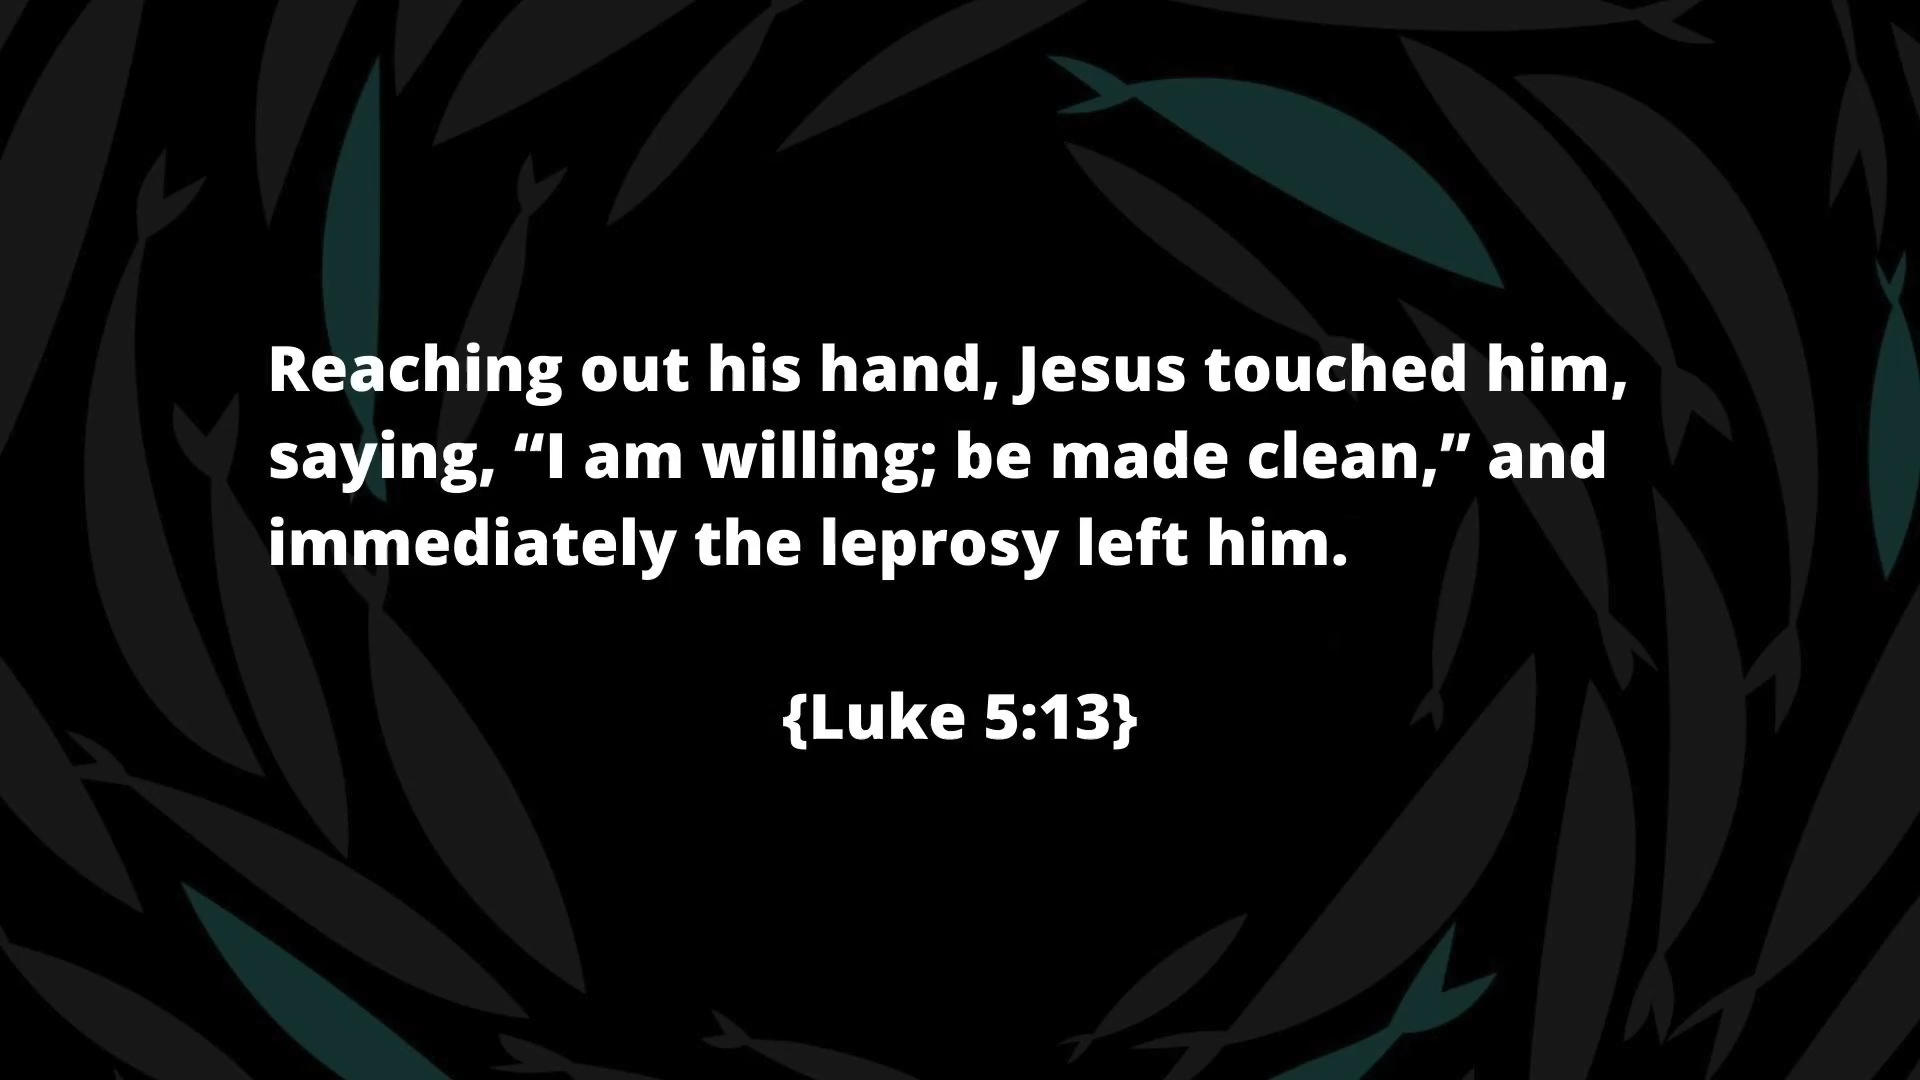 Reaching out his hand, Jesus touched him,
saying, “I am willing; be made clean,” and
immediately the leprosy left him.
{Luke 5:13}